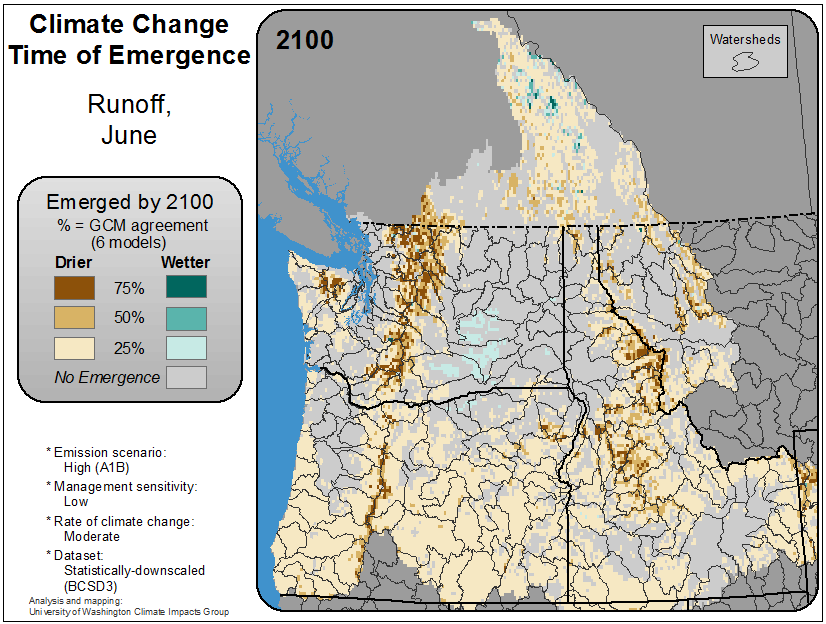 Climate Change
Time of Emergence
Runoff,
June
Emerged by 2100
% = GCM agreement
(6 models)
Drier Wetter
75%
50%
25%
No Emergence
* Emission scenario:
High (A1B)
* Management sensitivity:
Low
* Rate of climate change:
Moderate
* Dataset:
Statistically-downscaled
(BCSD3)
Analysis and mapping:
University of Washington Climate Impacts Group
2100
Watersheds